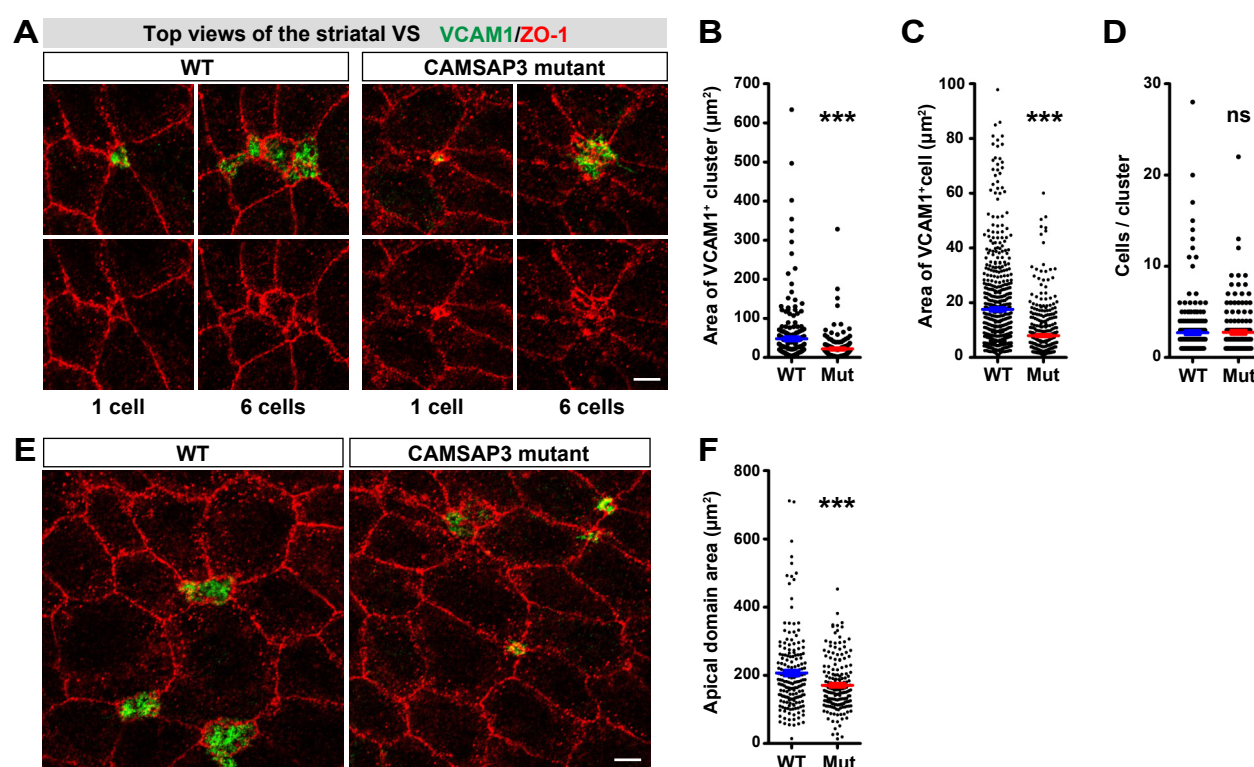 A
Top views of the striatal VS VCAM1/ZO-1
WT
CAMSAP3 mutant
1 cell
6 cells
1 cell
6 cells
B
Area of VCAM1⁺ cluster (µm²)
700
600
500
400
300
200
100
0
***
WT
Mut
C
Area of VCAM1⁺cell (µm²)
100
80
60
40
20
0
***
WT
Mut
D
Cells / cluster
30
20
10
0
ns
WT
Mut
E
WT
CAMSAP3 mutant
F
Apical domain area (µm²)
800
600
400
200
0
***
WT
Mut